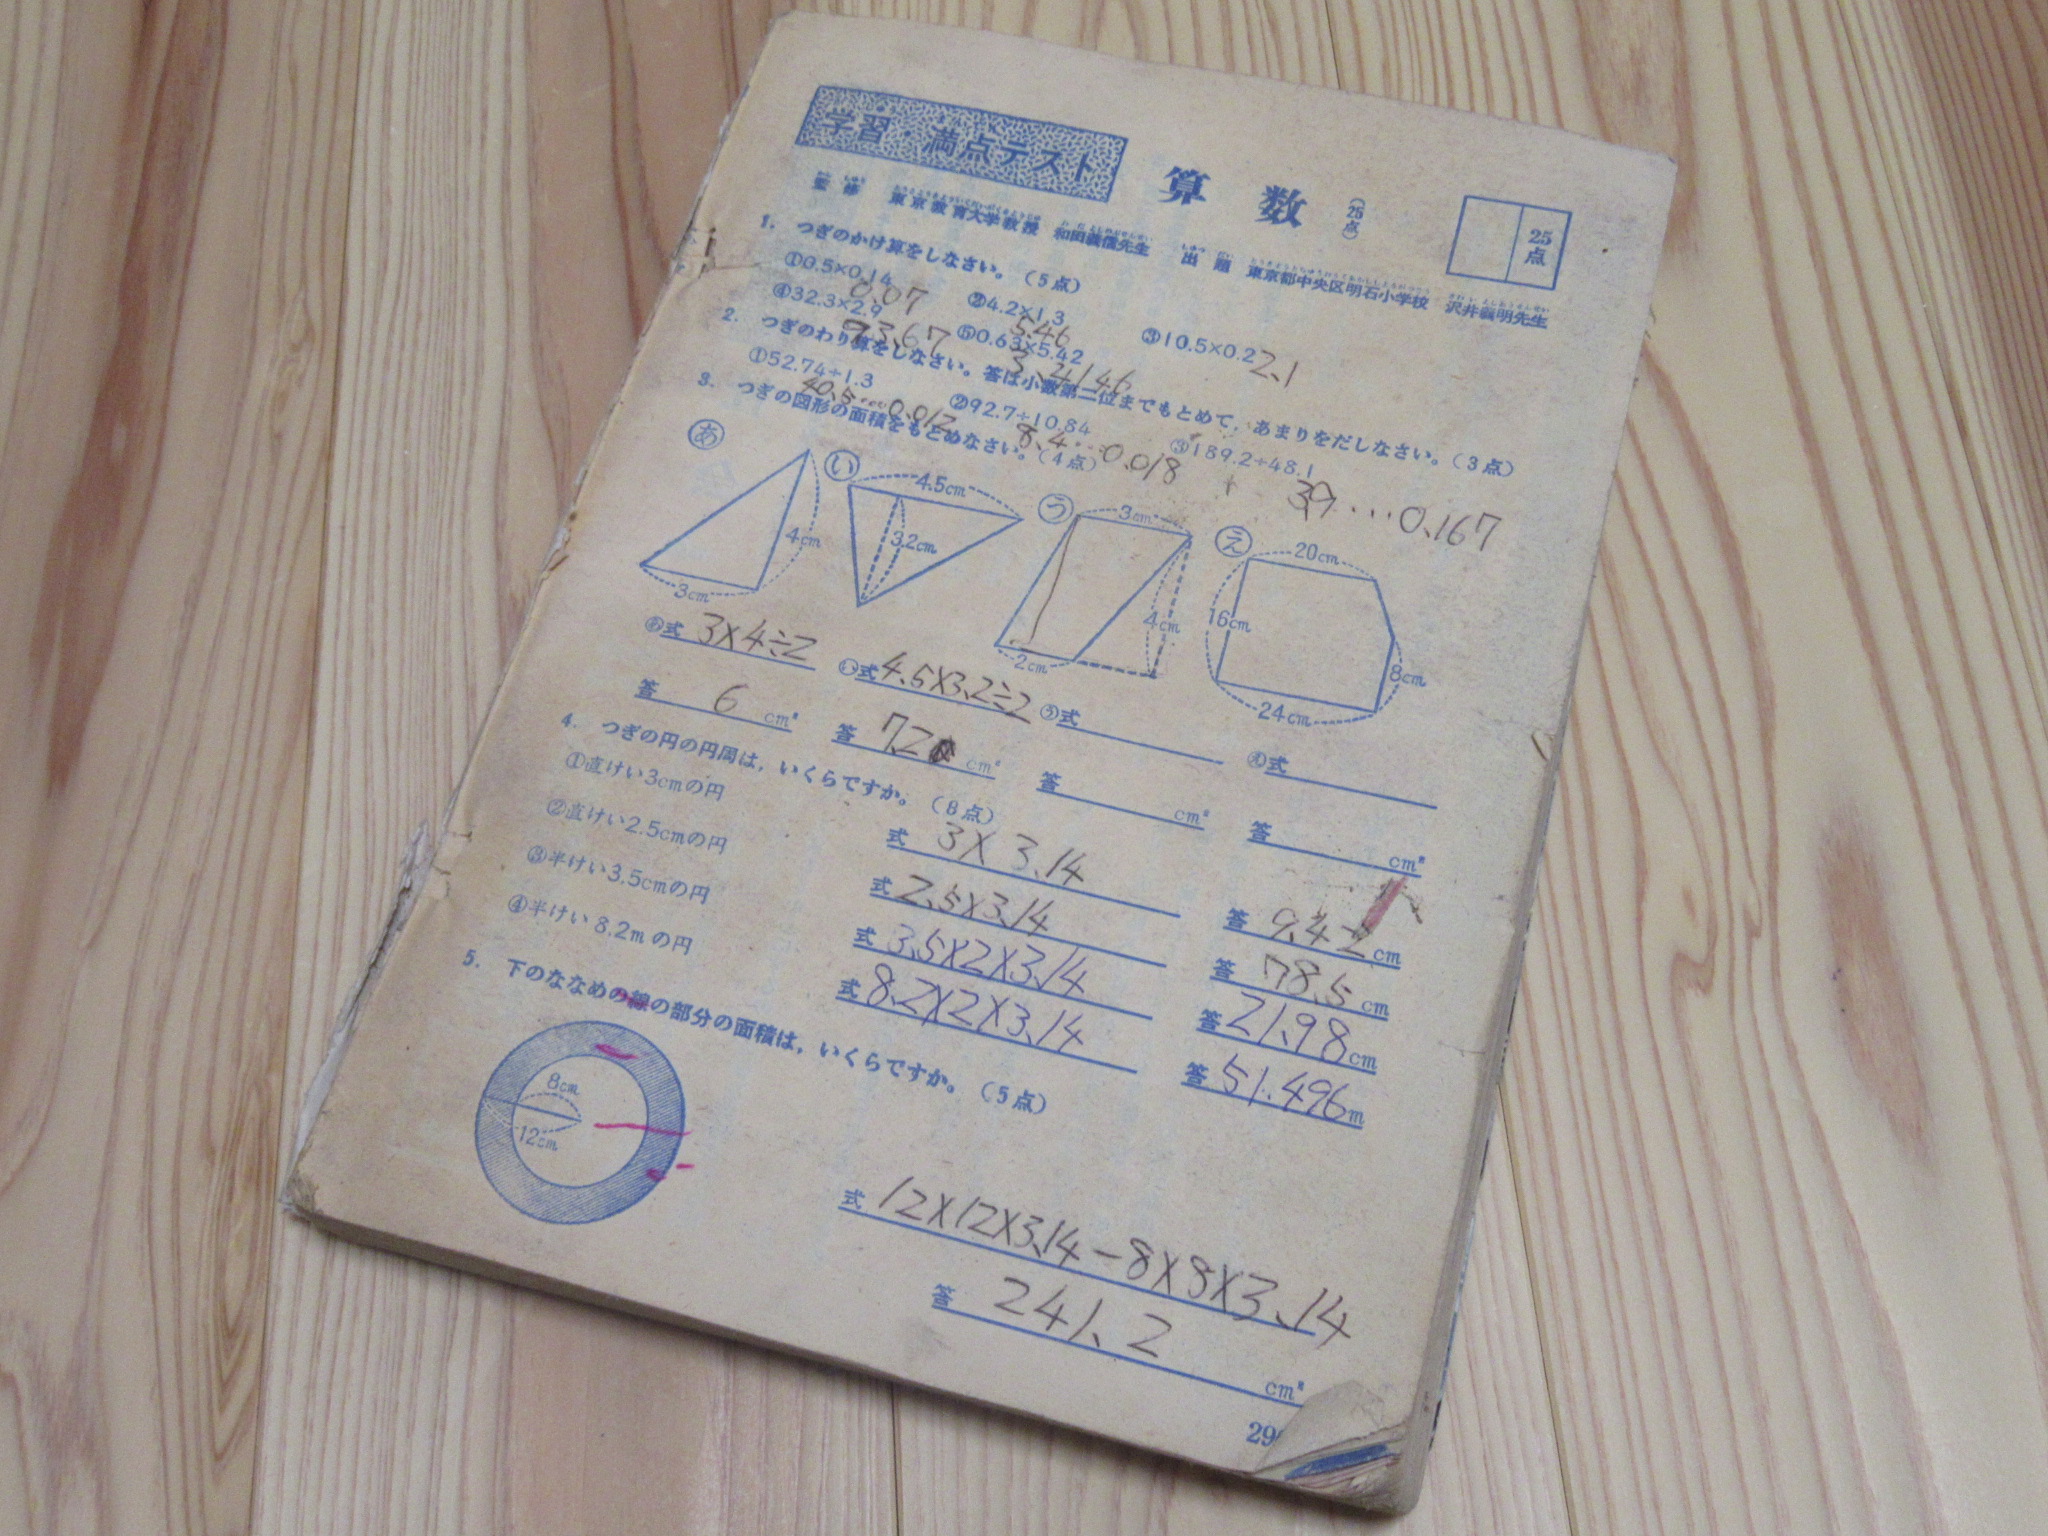 学習・満点テスト 算数 (25点) 25点
監修 東京教育大学教授 和田義信先生 出題 東京都中央区明石小学校 沢井義明先生
1. つぎのかけ算をしなさい。(5点)
①0.5×0.14 0.07 ②4.2×1.3 5.46 ③10.5×0.2 2.1
④32.3×2.9 93.67 ⑤0.63×5.42 3.4146
2. つぎのわり算をしなさい。答は小数第二位までもとめて,あまりをだしなさい。(3点)
①52.74÷1.3 40.5…0.012 ②92.7÷10.84 8.4…0.018 ③189.2÷48.1 39…0.167
3. つぎの図形の面積をもとめなさい。(4点)
あ 4cm 3cm
い 4.5cm 3.2cm
う 3cm 4cm 2cm
え 20cm 16cm 8cm 24cm
あ式 3×4÷2
い式 4.5×3.2÷2
う式
え式
答 6 cm²
答 7.2 cm²
答 cm²
答 cm²
4. つぎの円の円周は,いくらですか。(8点)
①直けい3cmの円 式 3×3.14 答 9.42 cm
②直けい2.5cmの円 式 2.5×3.14 答 78.5 cm
③半けい3.5cmの円 式 3.5×2×3.14 答 21.98 cm
④半けい8.2mの円 式 8.2×2×3.14 答 51.496 m
5. 下のななめの線の部分の面積は,いくらですか。(5点)
8cm
12cm
式 12×12×3.14-8×8×3.14
答 241.2 cm²